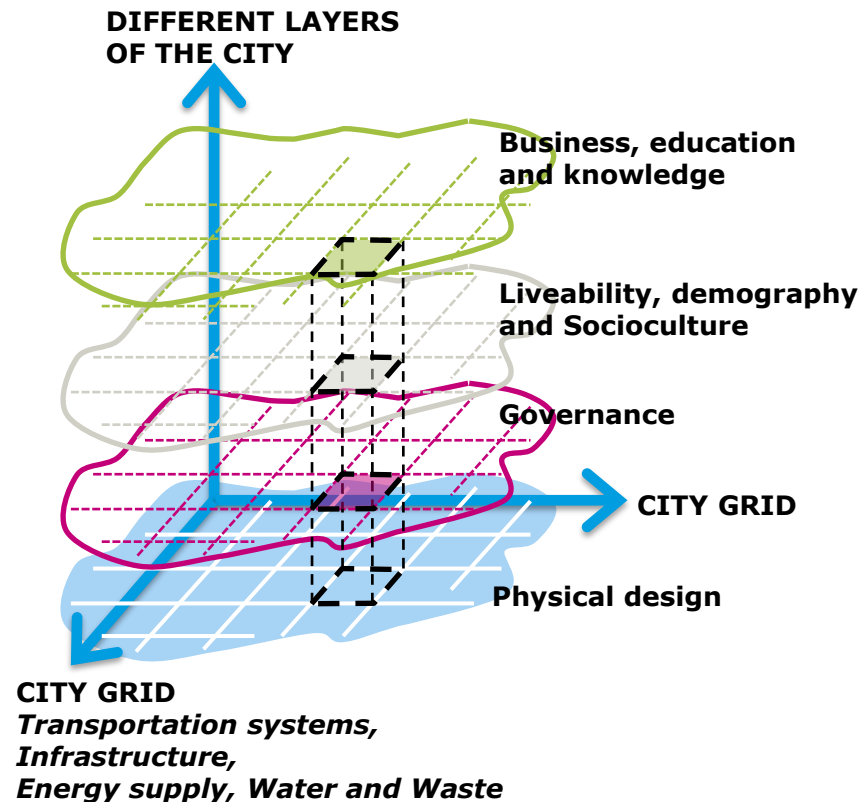 DIFFERENT LAYERS
OF THE CITY
Business, education
and knowledge
Liveability, demography
and Socioculture
Governance
CITY GRID
Physical design
CITY GRID
Transportation systems,
Infrastructure,
Energy supply, Water and Waste